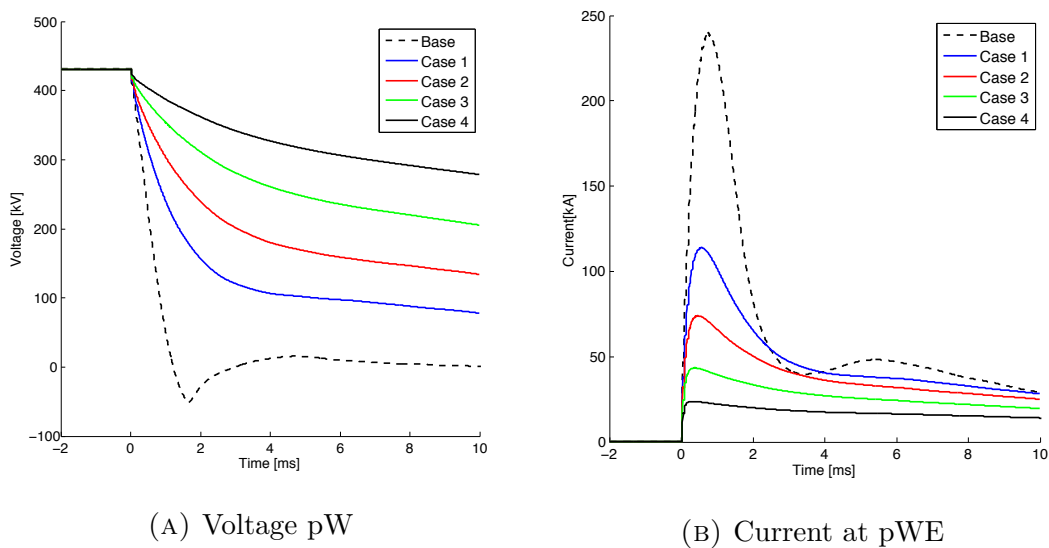 500
400
300
200
100
0
−100
−2
0
2
4
6
8
10
Voltage [kV]
Time [ms]
Base
Case 1
Case 2
Case 3
Case 4
(A) Voltage pW
250
200
150
100
50
0
−2
0
2
4
6
8
10
Current[kA]
Time [ms]
Base
Case 1
Case 2
Case 3
Case 4
(B) Current at pWE